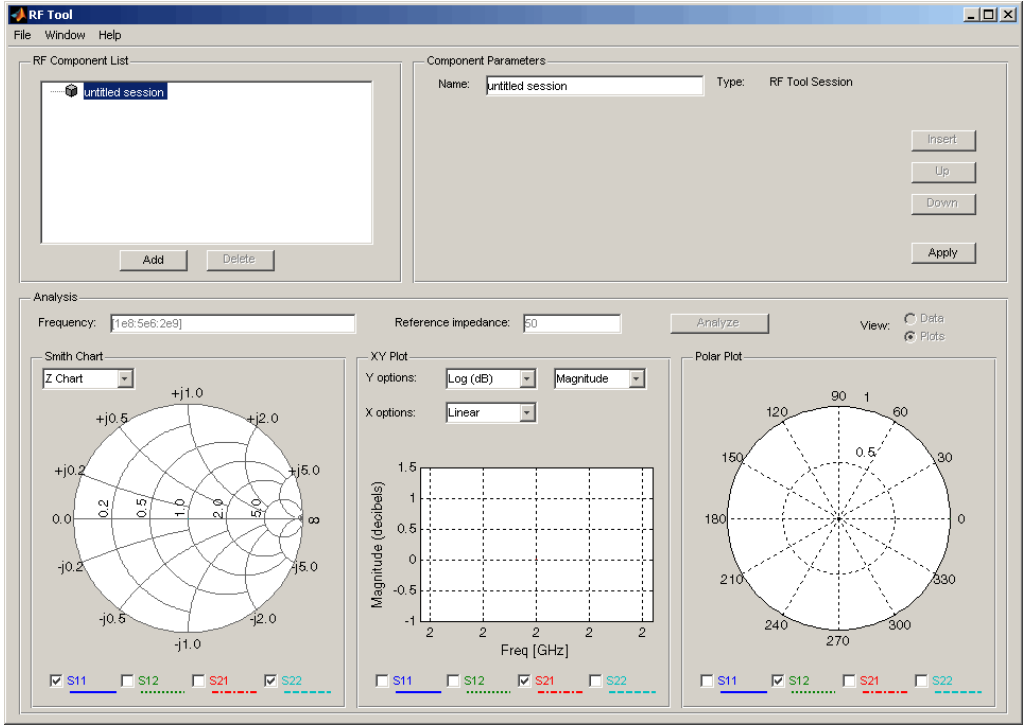 RF Tool
File Window Help
RF Component List
untitled session
Add Delete
Component Parameters
Name: untitled session Type: RF Tool Session
Insert
Up
Down
Apply
Analysis
Frequency: [1e8:5e6:2e9] Reference impedance: 50 Analyze View: Data
Plots
Smith Chart
Z Chart
+j1.0
+j0.5 +j2.0
+j0.2 +j5.0
0.0 0.2 0.5 1.0 2.0 5.0 ∞
-j0.2 -j5.0
-j0.5 -j2.0
-j1.0
S11 S12 S21 S22
XY Plot
Y options: Log (dB) Magnitude
X options: Linear
Magnitude (decibels)
1.5
1
0.5
0
-0.5
-1
2 2 2 2 2
Freq [GHz]
S11 S12 S21 S22
Polar Plot
90 1
120 60
0.5
150 30
180 0
210 330
240 300
270
S11 S12 S21 S22